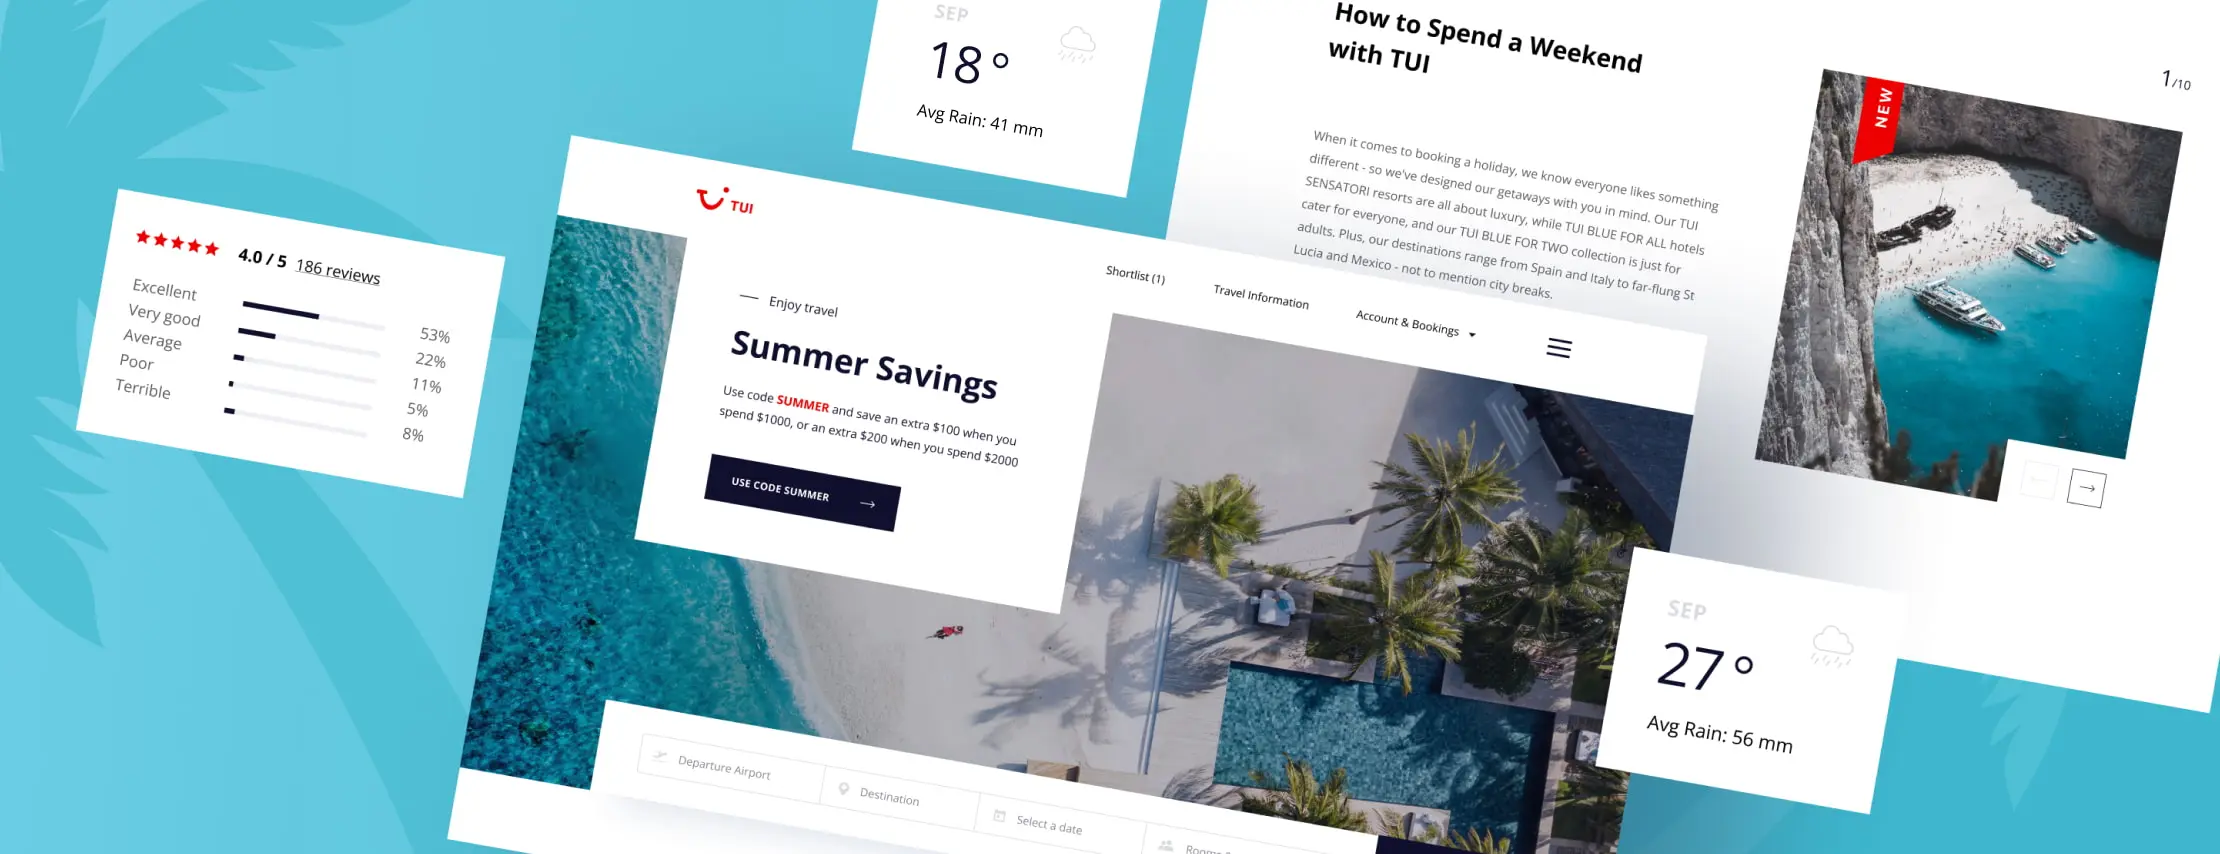 SEP
18°
Avg Rain: 41 mm
How to Spend a Weekend
with TUI
1/10
NEW
When it comes to booking a holiday, we know everyone likes something
different - so we've designed our getaways with you in mind. Our TUI
SENSATORI resorts are all about luxury, while TUI BLUE FOR ALL hotels
cater for everyone, and our TUI BLUE FOR TWO collection is just for
adults. Plus, our destinations range from Spain and Italy to far-flung St
Lucia and Mexico - not to mention city breaks.
4.0 / 5 186 reviews
Excellent 53%
Very good 22%
Average 11%
Poor 5%
Terrible 8%
TUI
Shortlist (1)
Travel Information
Account & Bookings
Enjoy travel
Summer Savings
Use code SUMMER and save an extra $100 when you
spend $1000, or an extra $200 when you spend $2000
USE CODE SUMMER
SEP
27°
Avg Rain: 56 mm
Departure Airport
Destination
Select a date
Rooms